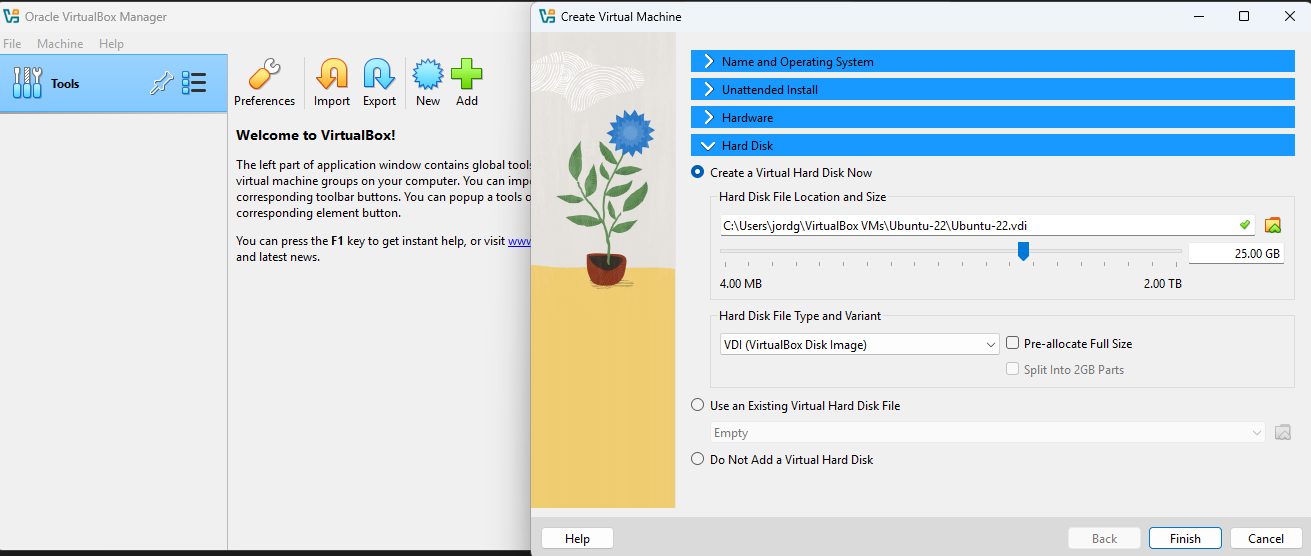 Oracle VirtualBox Manager
File Machine Help
Tools
Preferences Import Export New Add
Welcome to VirtualBox!
The left part of application window contains global tools
virtual machine groups on your computer. You can imp
corresponding toolbar buttons. You can popup a tools o
corresponding element button.
You can press the F1 key to get instant help, or visit www
and latest news.
Create Virtual Machine
Name and Operating System
Unattended Install
Hardware
Hard Disk
Create a Virtual Hard Disk Now
Hard Disk File Location and Size
C:\Users\jordg\VirtualBox VMs\Ubuntu-22\Ubuntu-22.vdi
25.00 GB
4.00 MB 2.00 TB
Hard Disk File Type and Variant
VDI (VirtualBox Disk Image) Pre-allocate Full Size
Split Into 2GB Parts
Use an Existing Virtual Hard Disk File
Empty
Do Not Add a Virtual Hard Disk
Help Back Finish Cancel